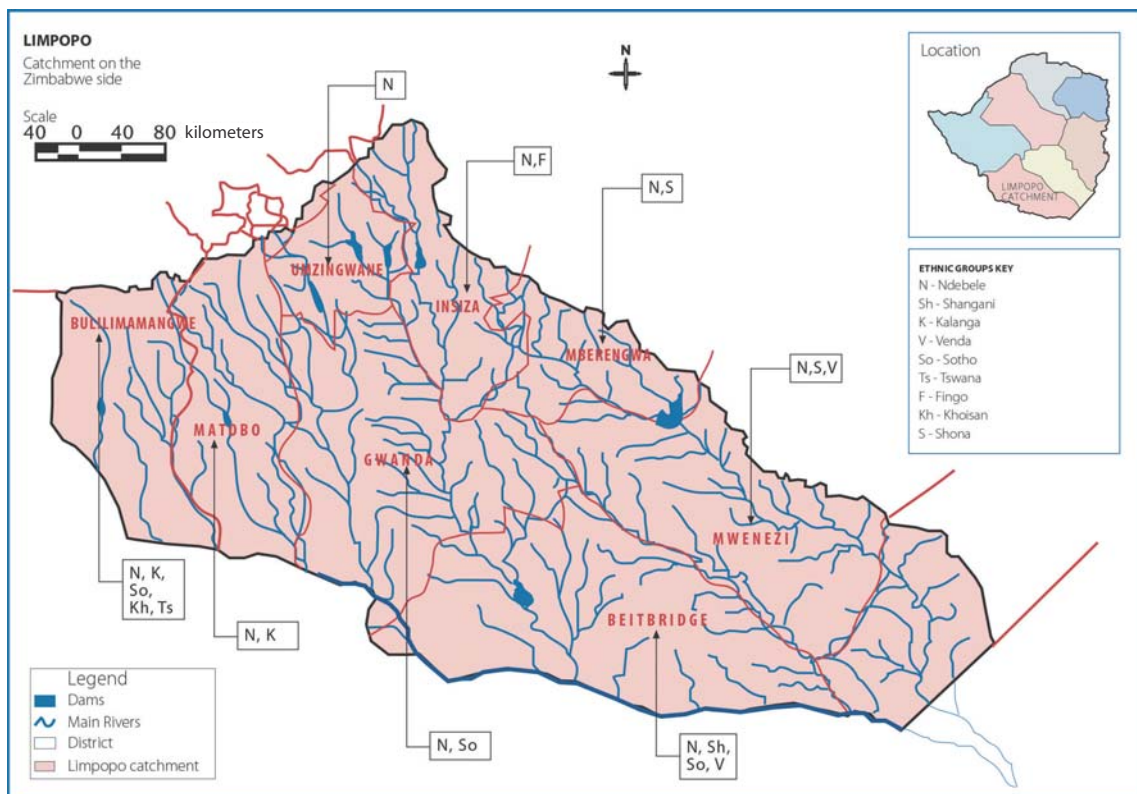 LIMPOPO
Catchment on the
Zimbabwe side
Scale
40 0 40 80 kilometers
N
Location
LIMPOPO
CATCHMENT
N
N,F
N,S
N,S,V
ETHNIC GROUPS KEY
N - Ndebele
Sh - Shangani
K - Kalanga
V - Venda
So - Sotho
Ts - Tswana
F - Fingo
Kh - Khoisan
S - Shona
UMZINGWANE
INSIZA
BULILIMAMANGWE
MBERENGWA
MATOBO
GWANDA
MWENEZI
BEITBRIDGE
N, K,
So,
Kh, Ts
N, K
N, So
N, Sh,
So, V
Legend
Dams
Main Rivers
District
Limpopo catchment